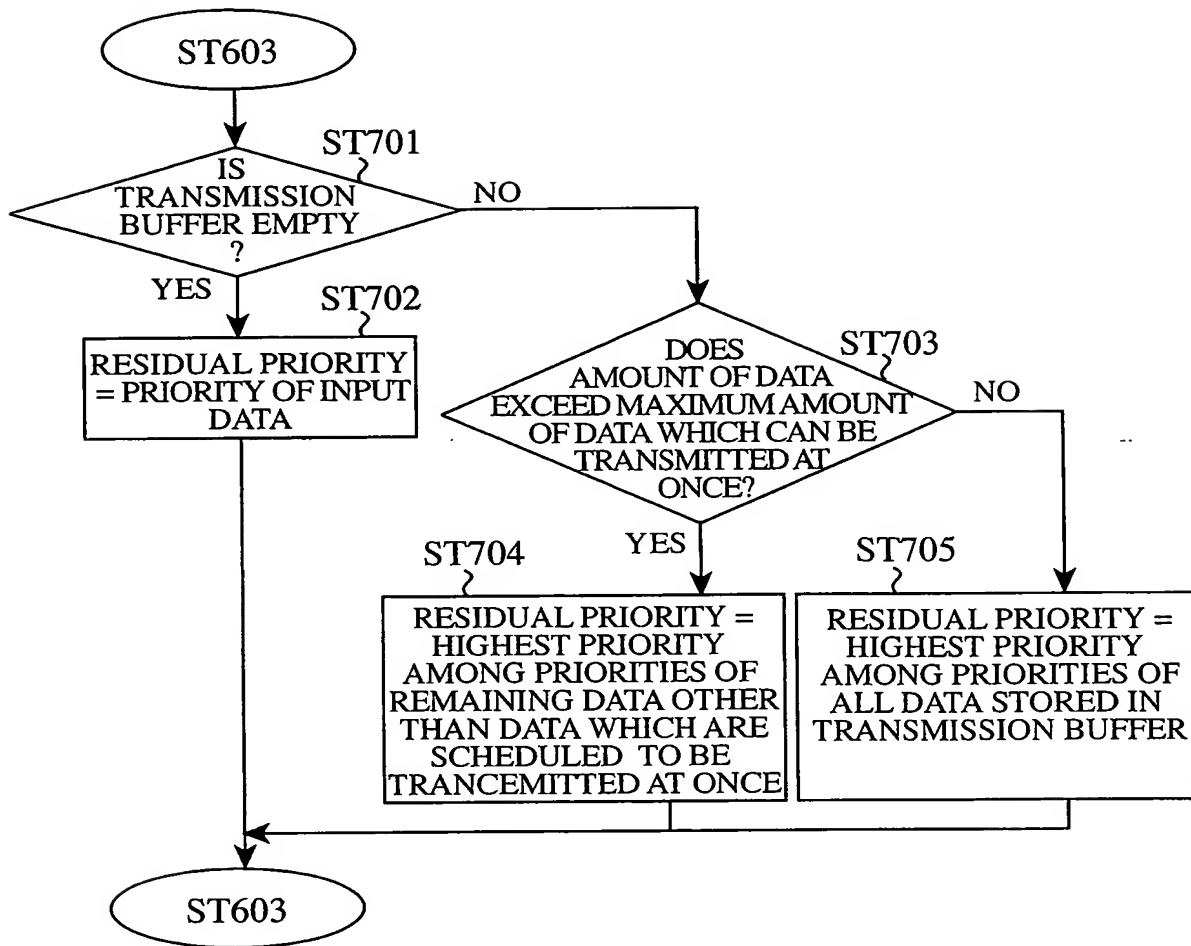 ST603
ST701
IS
TRANSMISSION
BUFFER EMPTY
?
NO
YES
ST702
RESIDUAL PRIORITY
= PRIORITY OF INPUT
DATA
ST703
DOES
AMOUNT OF DATA
EXCEED MAXIMUM AMOUNT
OF DATA WHICH CAN BE
TRANSMITTED AT
ONCE?
NO
YES
ST704
RESIDUAL PRIORITY =
HIGHEST PRIORITY
AMONG PRIORITIES OF
REMAINING DATA OTHER
THAN DATA WHICH ARE
SCHEDULED TO BE
TRANCEMITTED AT ONCE
ST705
RESIDUAL PRIORITY =
HIGHEST PRIORITY
AMONG PRIORITIES OF
ALL DATA STORED IN
TRANSMISSION BUFFER
ST603